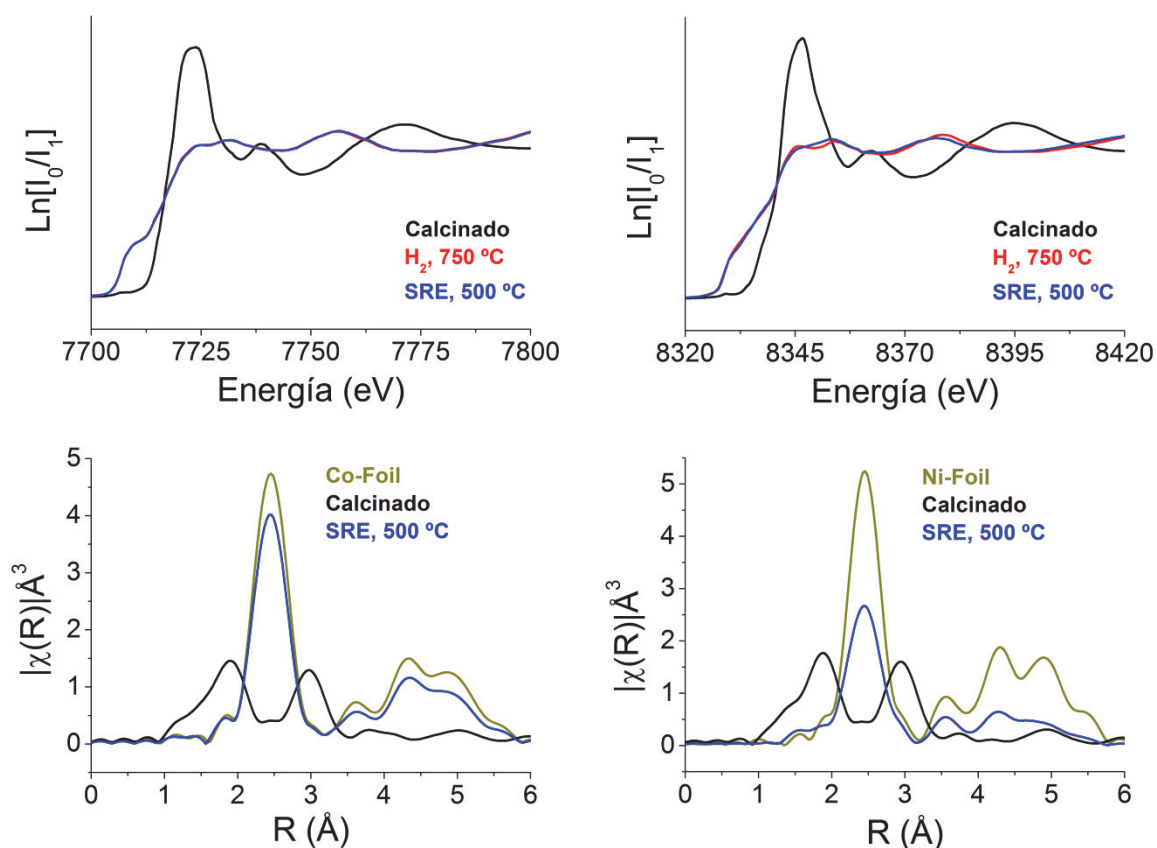 Ln[I₀/I₁]
Calcinado
H₂, 750 ºC
SRE, 500 ºC
7700 7725 7750 7775 7800
Energía (eV)
Ln[I₀/I₁]
Calcinado
H₂, 750 ºC
SRE, 500 ºC
8320 8345 8370 8395 8420
Energía (eV)
|χ(R)|Å³
5
4
3
2
1
0
Co-Foil
Calcinado
SRE, 500 ºC
0 1 2 3 4 5 6
R (Å)
|χ(R)|Å³
5
4
3
2
1
0
Ni-Foil
Calcinado
SRE, 500 ºC
0 1 2 3 4 5 6
R (Å)